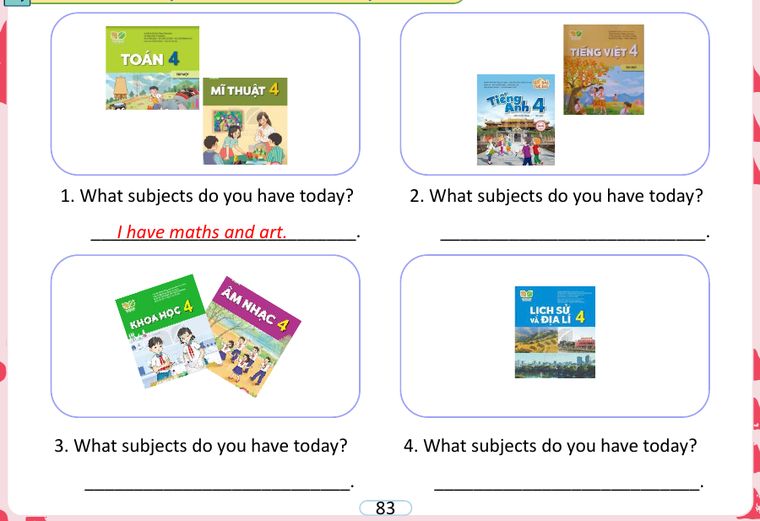 TOÁN 4
MĨ THUẬT 4
TIẾNG VIỆT 4
Tiếng
Anh 4
1. What subjects do you have today?
I have maths and art.
2. What subjects do you have today?
KHOA HỌC 4
ÂM NHẠC 4
LỊCH SỬ
VÀ ĐỊA LÍ 4
3. What subjects do you have today?
4. What subjects do you have today?
83